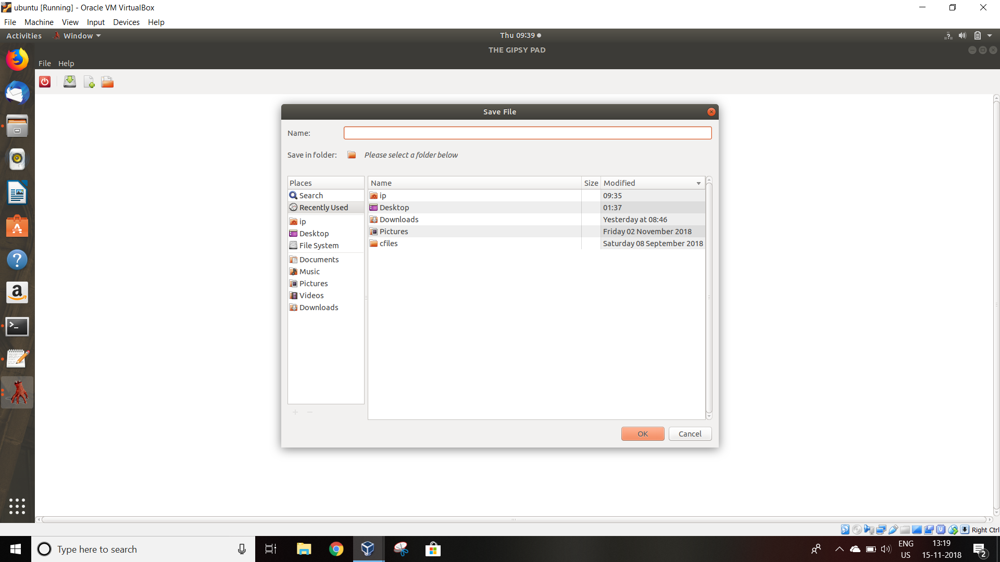 ubuntu [Running] - Oracle VM VirtualBox
File Machine View Input Devices Help
Activities Window Thu 09:39
THE GIPSY PAD
File Help
Save File
Name:
Save in folder: Please select a folder below
Places Name Size Modified
Search ip 09:35
Recently Used Desktop 01:37
ip Downloads Yesterday at 08:46
Desktop Pictures Friday 02 November 2018
File System cfiles Saturday 08 September 2018
Documents
Music
Pictures
Videos
Downloads
OK Cancel
Right Ctrl
Type here to search
ENG 13:19
US 15-11-2018 2